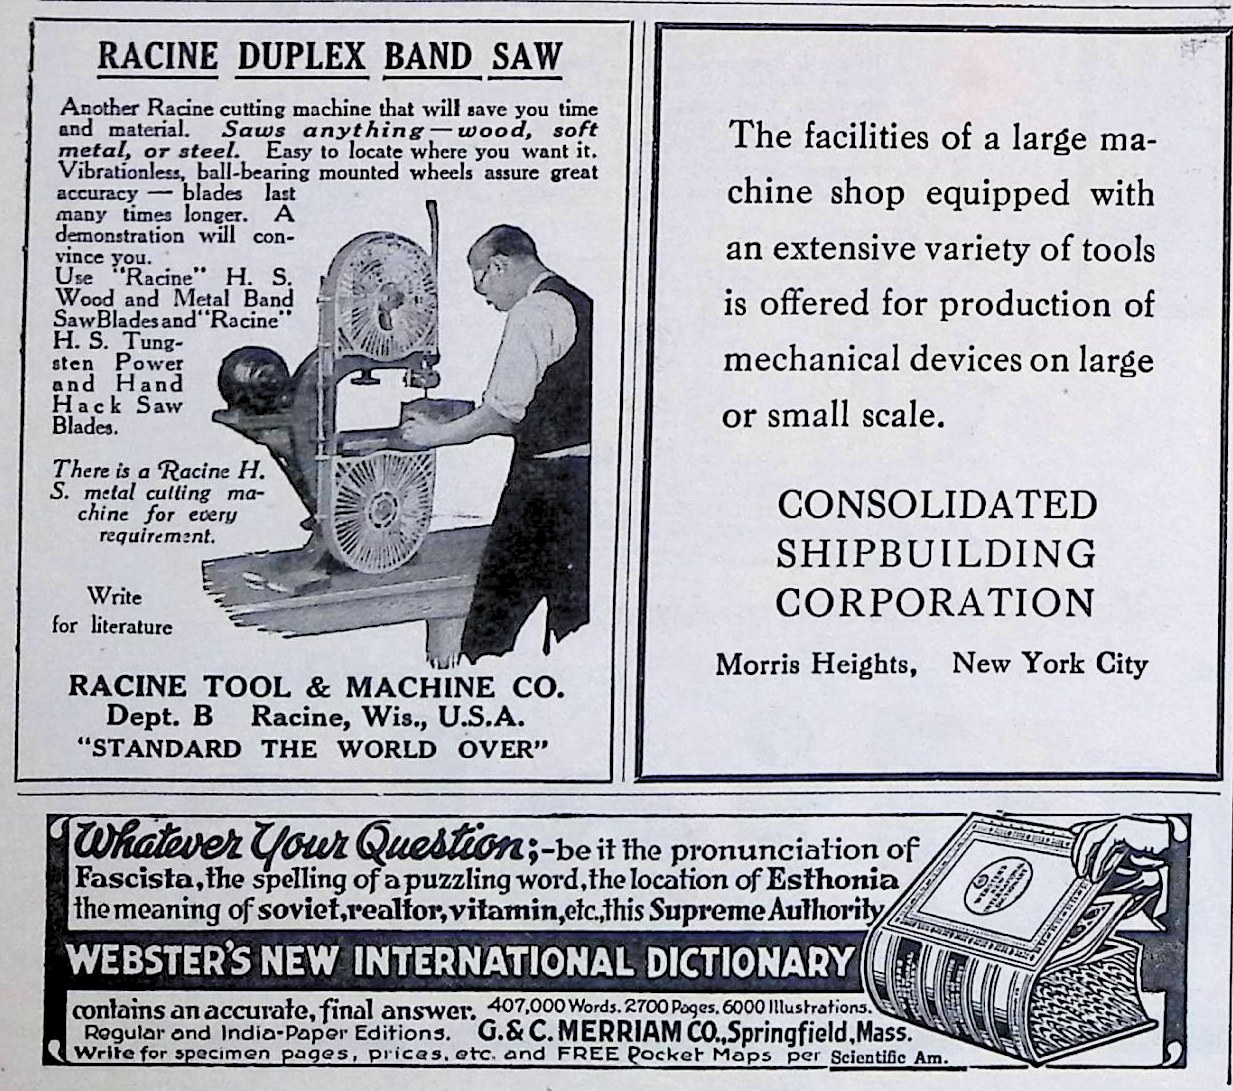 RACINE DUPLEX BAND SAW
Another Racine cutting machine that will save you time
and material. Saws anything—wood, soft
metal, or steel. Easy to locate where you want it.
Vibrationless, ball-bearing mounted wheels assure great
accuracy — blades last
many times longer. A
demonstration will con-
vince you.
Use "Racine" H. S.
Wood and Metal Band
Saw Blades and "Racine"
H. S. Tung-
sten Power
and Hand
Hack Saw
Blades.
There is a Racine H.
S. metal cutting ma-
chine for every
requirement.
Write
for literature
RACINE TOOL & MACHINE CO.
Dept. B Racine, Wis., U.S.A.
"STANDARD THE WORLD OVER"
The facilities of a large ma-
chine shop equipped with
an extensive variety of tools
is offered for production of
mechanical devices on large
or small scale.
CONSOLIDATED
SHIPBUILDING
CORPORATION
Morris Heights, New York City
Whatever Your Question;-be it the pronunciation of
Fascista, the spelling of a puzzling word, the location of Esthonia
the meaning of soviet, realtor, vitamin, etc., this Supreme Authority
WEBSTER'S NEW INTERNATIONAL DICTIONARY
contains an accurate, final answer. 407,000 Words. 2700 Pages. 6000 Illustrations.
Regular and India-Paper Editions. G. & C. MERRIAM CO., Springfield, Mass.
Write for specimen pages, prices, etc. and FREE Pocket Maps per Scientific Am.